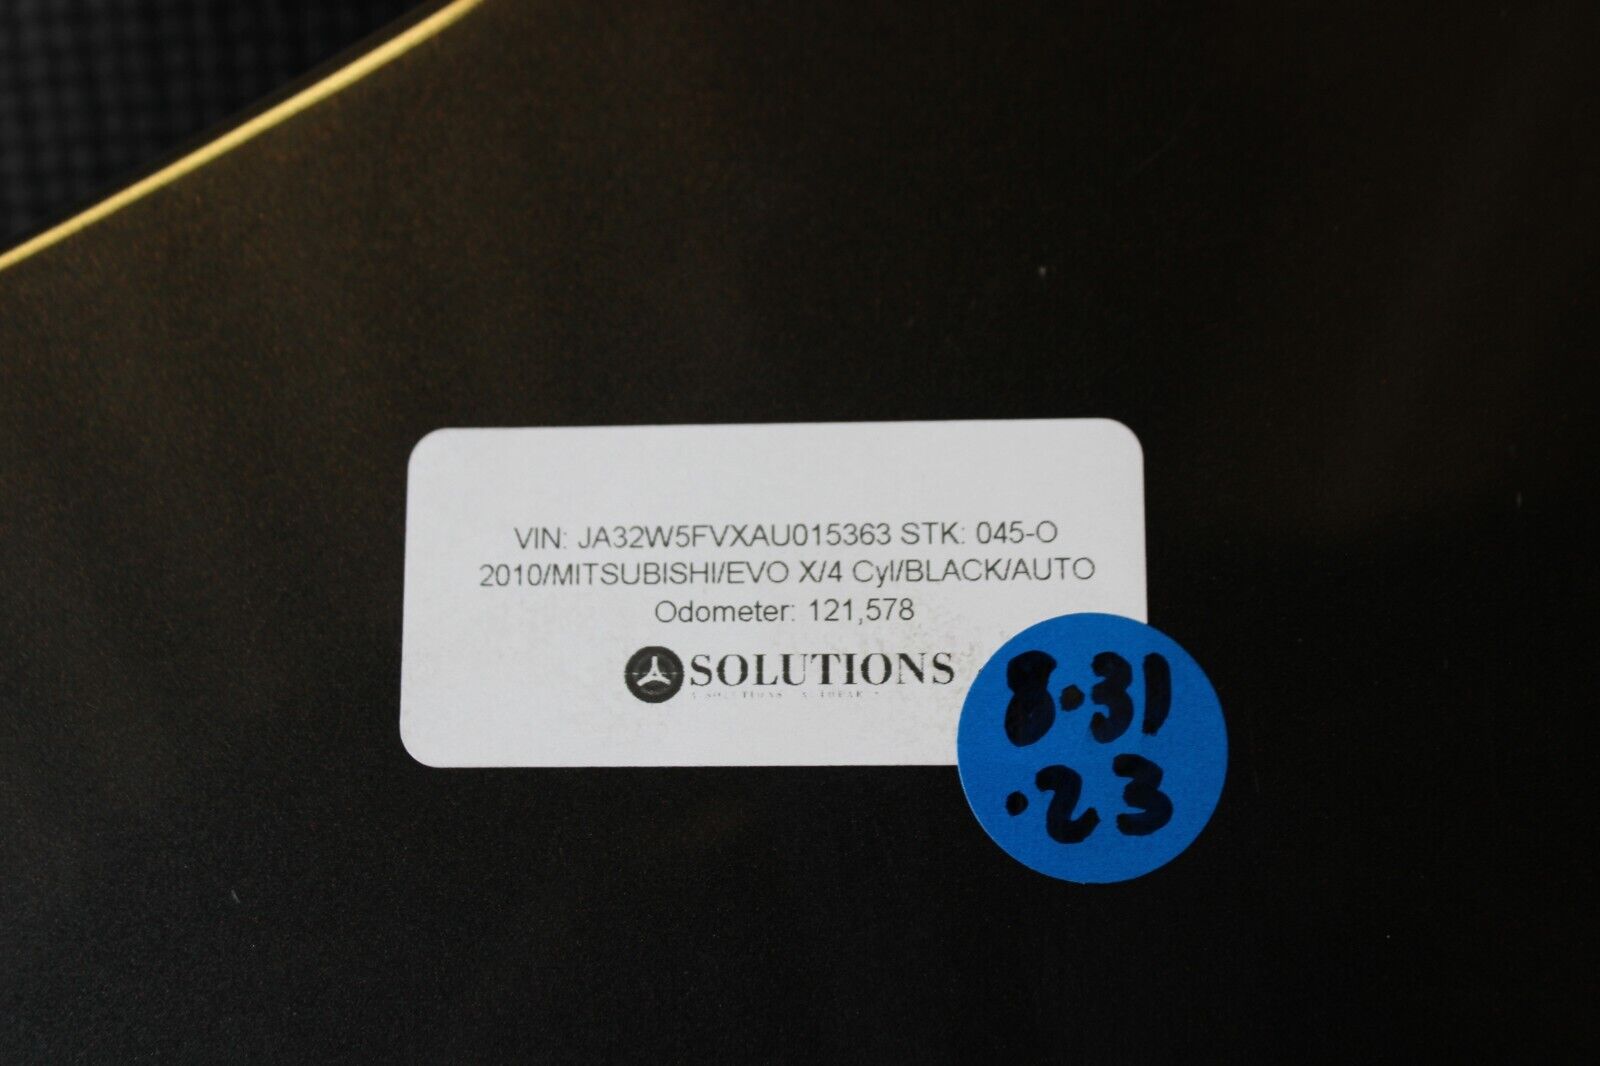 VIN: JA32W5FVXAU015363 STK: 045-O
2010/MITSUBISHI/EVO X/4 Cyl/BLACK/AUTO
Odometer: 121,578
SOLUTIONS
8.31
.23